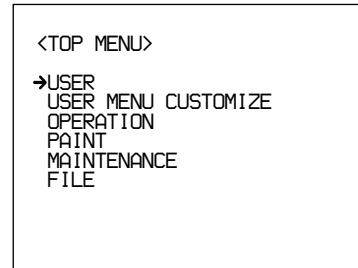 <TOP MENU>
→USER
USER MENU CUSTOMIZE
OPERATION
PAINT
MAINTENANCE
FILE